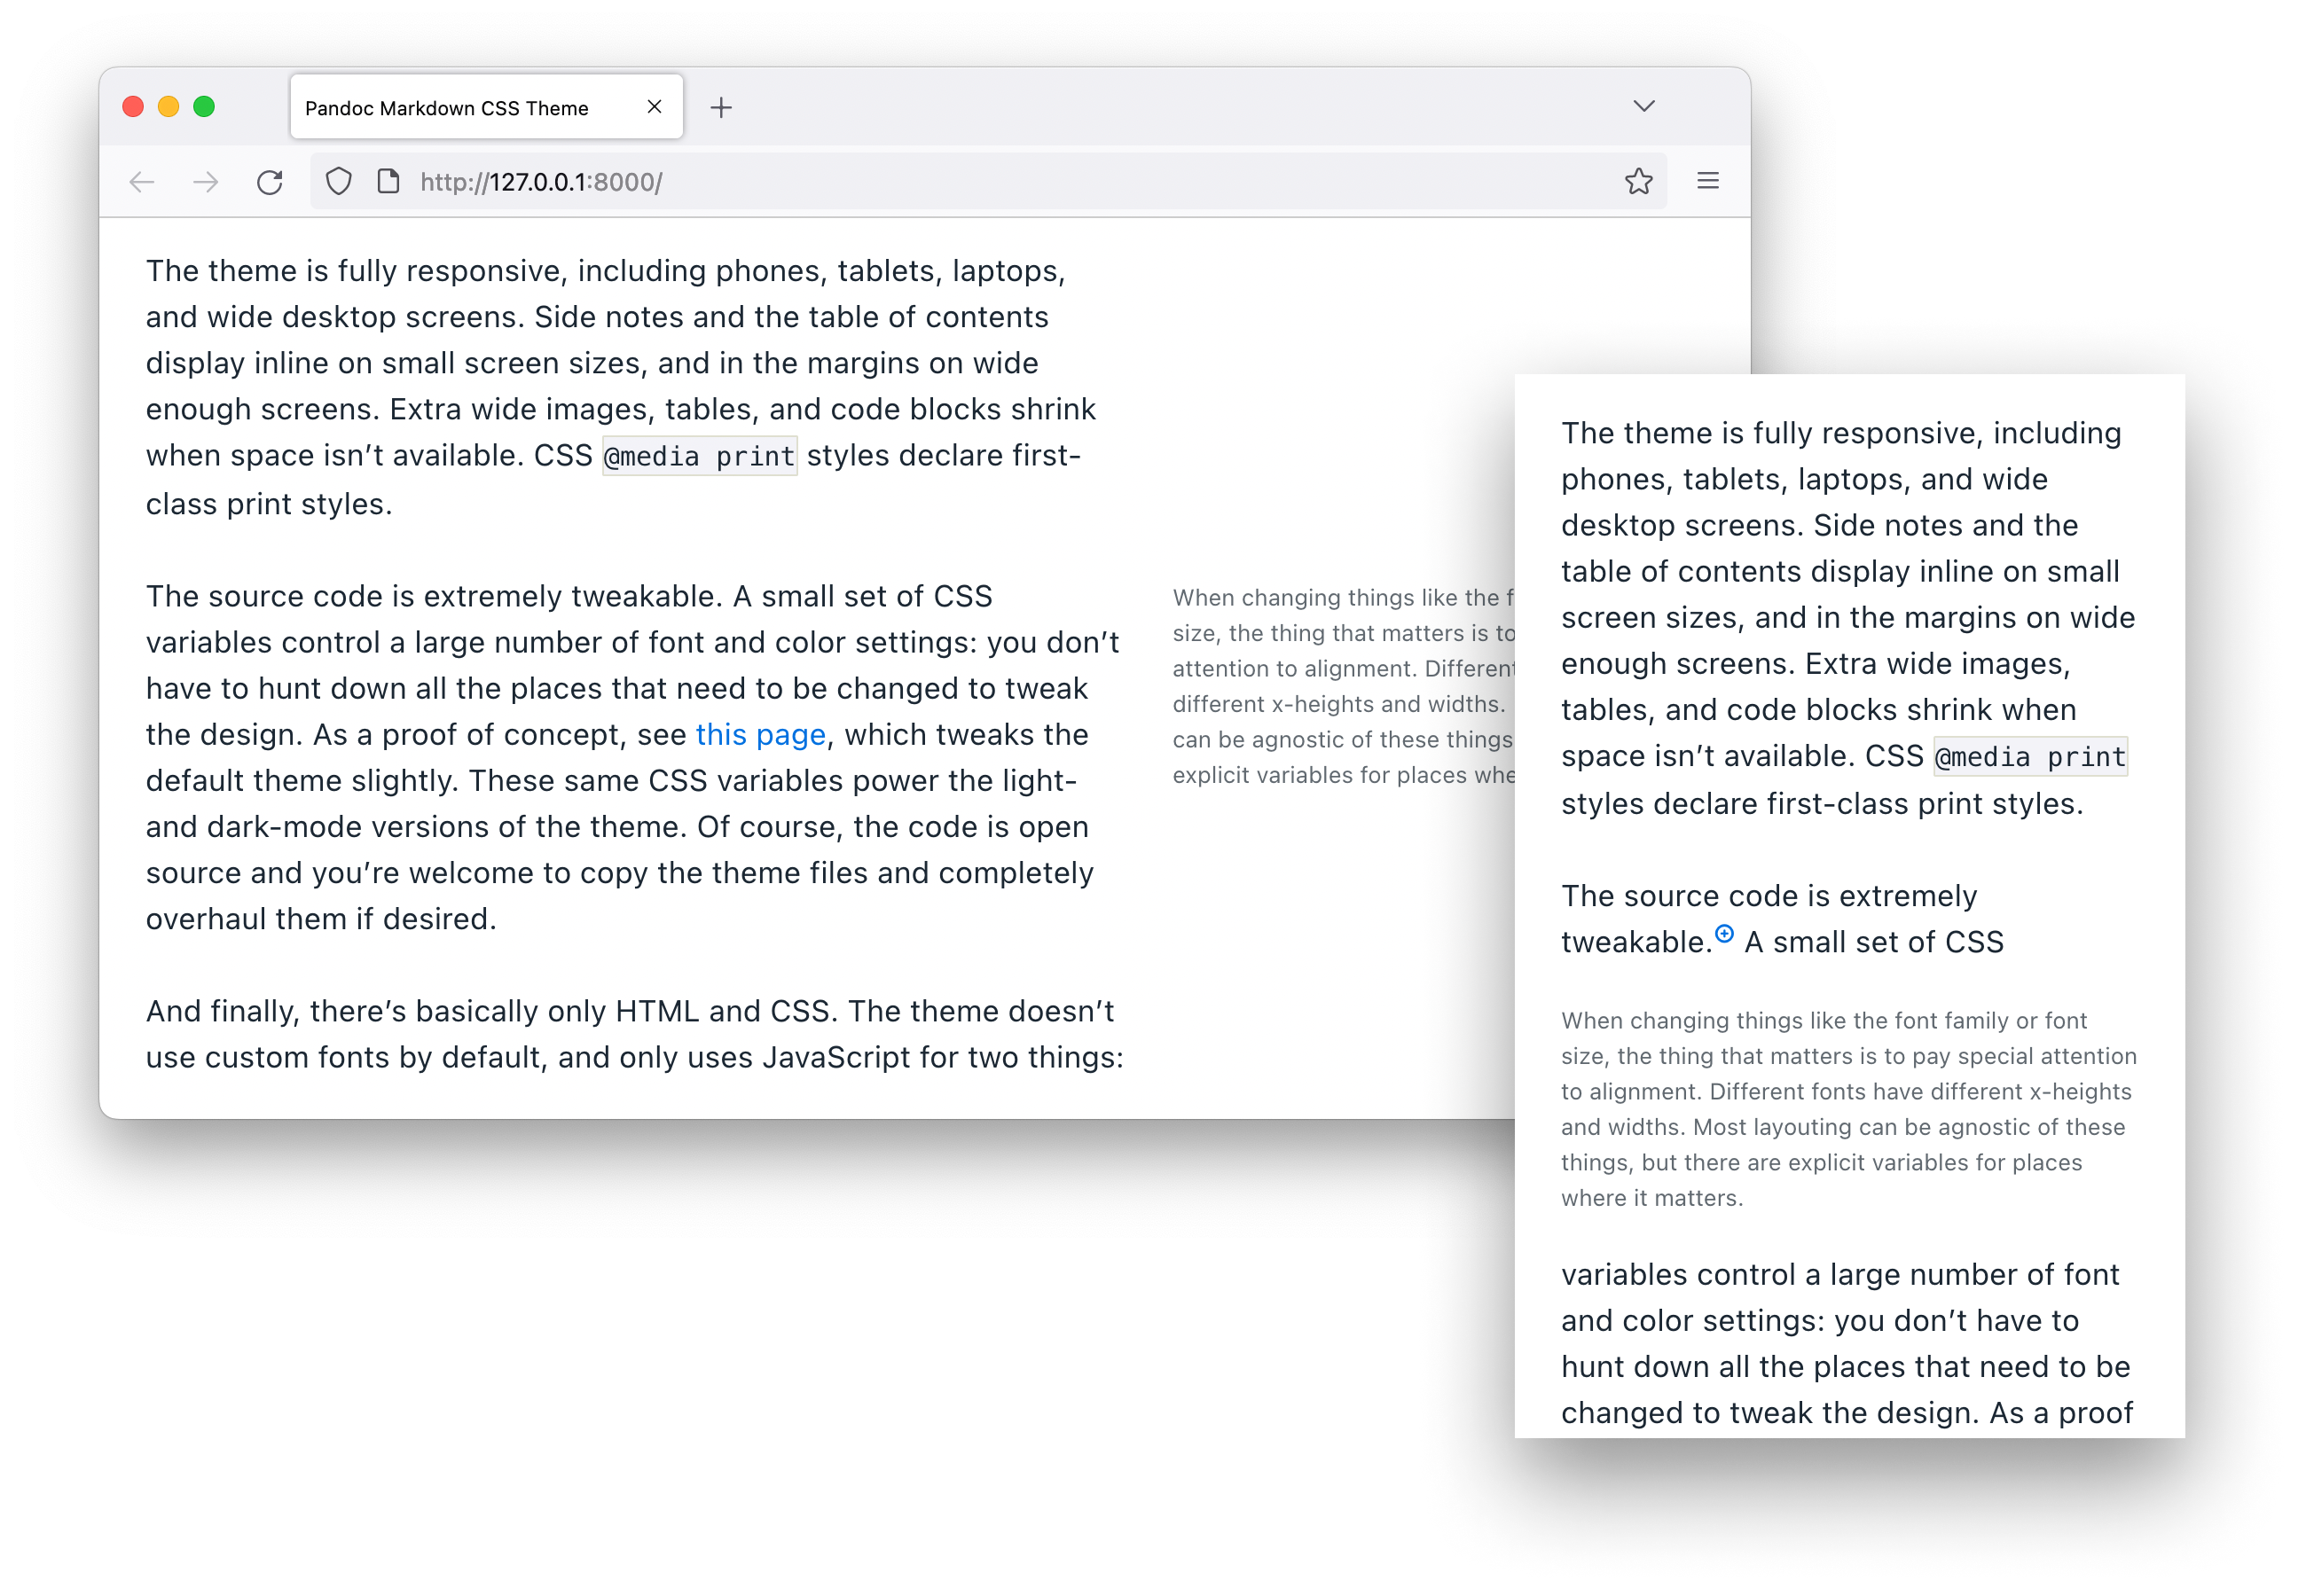 Pandoc Markdown CSS Theme
http://127.0.0.1:8000/
The theme is fully responsive, including phones, tablets, laptops,
and wide desktop screens. Side notes and the table of contents
display inline on small screen sizes, and in the margins on wide
enough screens. Extra wide images, tables, and code blocks shrink
when space isn’t available. CSS @media print styles declare first-
class print styles.
The source code is extremely tweakable. A small set of CSS
variables control a large number of font and color settings: you don’t
have to hunt down all the places that need to be changed to tweak
the design. As a proof of concept, see this page, which tweaks the
default theme slightly. These same CSS variables power the light-
and dark-mode versions of the theme. Of course, the code is open
source and you’re welcome to copy the theme files and completely
overhaul them if desired.
And finally, there’s basically only HTML and CSS. The theme doesn’t
use custom fonts by default, and only uses JavaScript for two things:
When changing things like the
size, the thing that matters is to
attention to alignment. Different
different x-heights and widths.
can be agnostic of these things
explicit variables for places
The theme is fully responsive, including
phones, tablets, laptops, and wide
desktop screens. Side notes and the
table of contents display inline on small
screen sizes, and in the margins on wide
enough screens. Extra wide images,
tables, and code blocks shrink when
space isn’t available. CSS @media print
styles declare first-class print styles.
The source code is extremely
tweakable. A small set of CSS
When changing things like the font family or font
size, the thing that matters is to pay special attention
to alignment. Different fonts have different x-heights
and widths. Most layouting can be agnostic of these
things, but there are explicit variables for places
where it matters.
variables control a large number of font
and color settings: you don’t have to
hunt down all the places that need to be
changed to tweak the design. As a proof